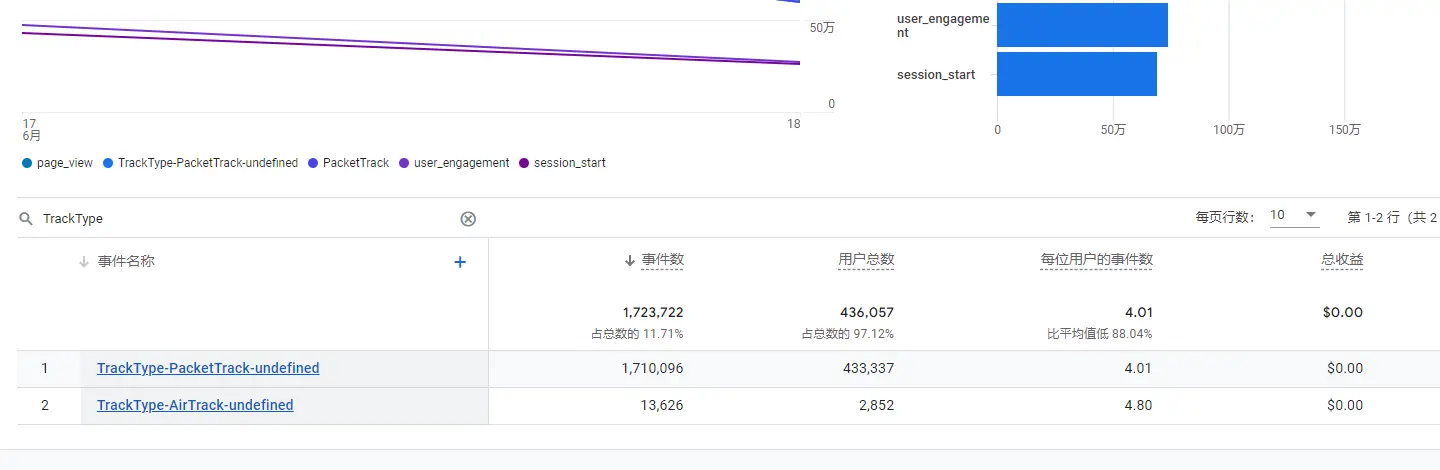 50万
0
17
6月
18
page_view
TrackType-PacketTrack-undefined
PacketTrack
user_engagement
session_start
user_engageme
nt
session_start
0
50万
100万
150万
TrackType
每页行数：
10
第 1-2 行（共 2
事件名称
+
事件数
用户总数
每位用户的事件数
总收益
1,723,722
436,057
4.01
$0.00
占总数的 11.71%
占总数的 97.12%
比平均值低 88.04%
1
TrackType-PacketTrack-undefined
1,710,096
433,337
4.01
$0.00
2
TrackType-AirTrack-undefined
13,626
2,852
4.80
$0.00